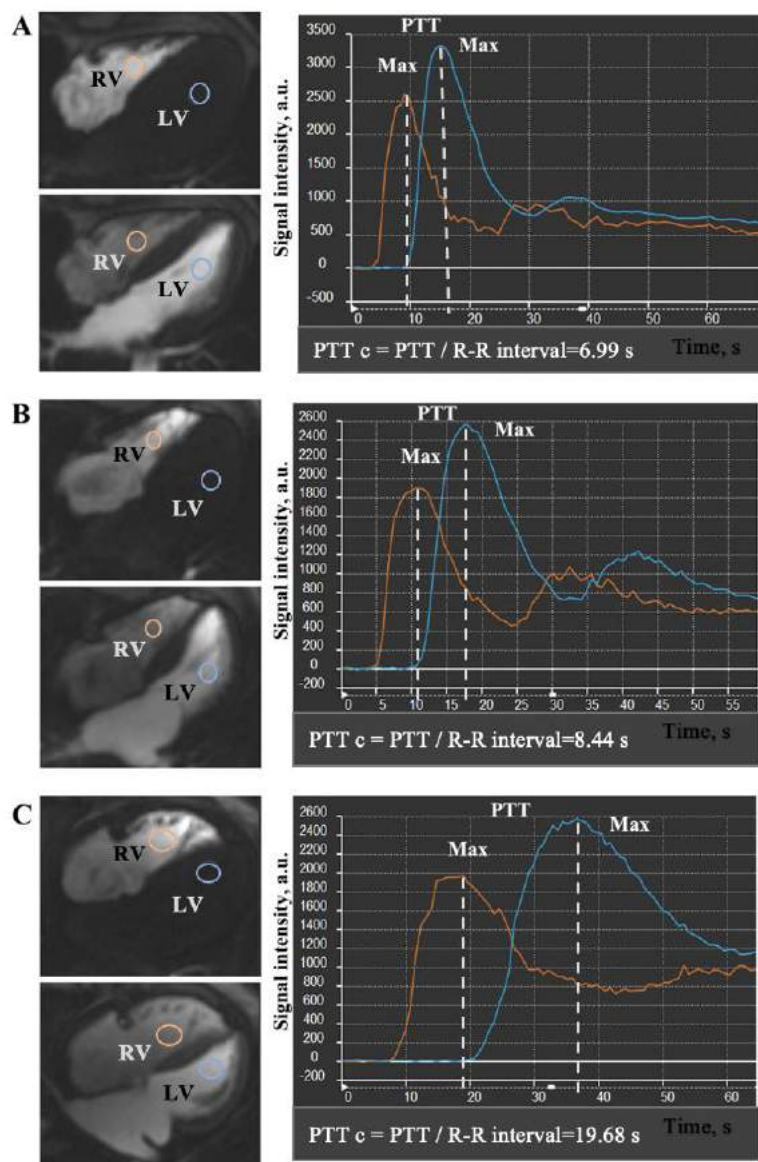 A
RV
LV
RV
LV
Signal intensity, a.u.
3500
3000
2500
2000
1500
1000
500
0
-500
PTT
Max
Max
0 10 20 30 40 50 60
PTT c = PTT / R-R interval=6.99 s
Time, s
B
RV
LV
RV
LV
Signal intensity, a.u.
2600
2400
2200
2000
1800
1600
1400
1200
1000
800
600
400
200
0
-200
PTT
Max
Max
0 5 10 15 20 25 30 35 40 45 50 55
PTT c = PTT / R-R interval=8.44 s
Time, s
C
RV
LV
RV
LV
Signal intensity, a.u.
2600
2400
2200
2000
1800
1600
1400
1200
1000
800
600
400
200
0
-200
PTT
Max
Max
0 10 20 30 40 50 60
PTT c = PTT / R-R interval=19.68 s
Time, s